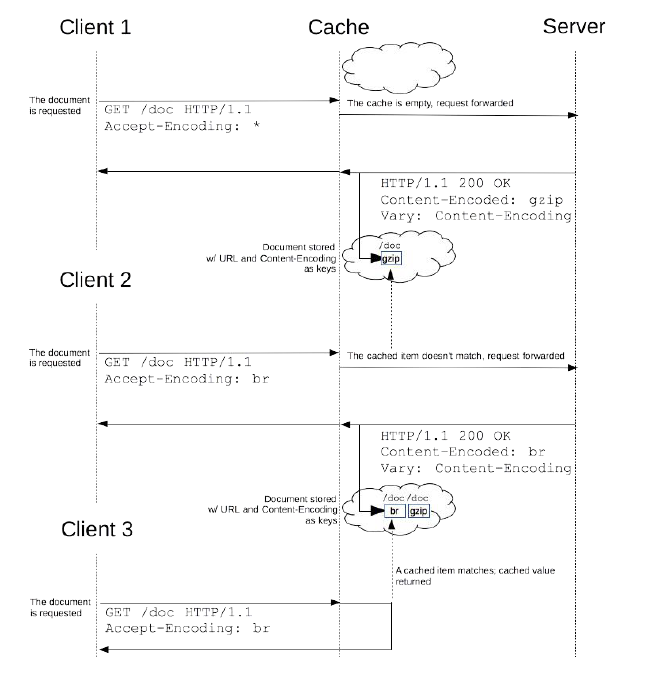 Client 1
Cache
Server
The document
is requested
GET /doc HTTP/1.1
Accept-Encoding: *
The cache is empty, request forwarded
HTTP/1.1 200 OK
Content-Encoded: gzip
Vary: Content-Encoding
Document stored
w/ URL and Content-Encoding
as keys
/doc
gzip
Client 2
The document
is requested
GET /doc HTTP/1.1
Accept-Encoding: br
The cached item doesn't match, request forwarded
HTTP/1.1 200 OK
Content-Encoded: br
Vary: Content-Encoding
Document stored
w/ URL and Content-Encoding
as keys
/doc /doc
br gzip
Client 3
A cached item matches; cached value
returned
The document
is requested
GET /doc HTTP/1.1
Accept-Encoding: br